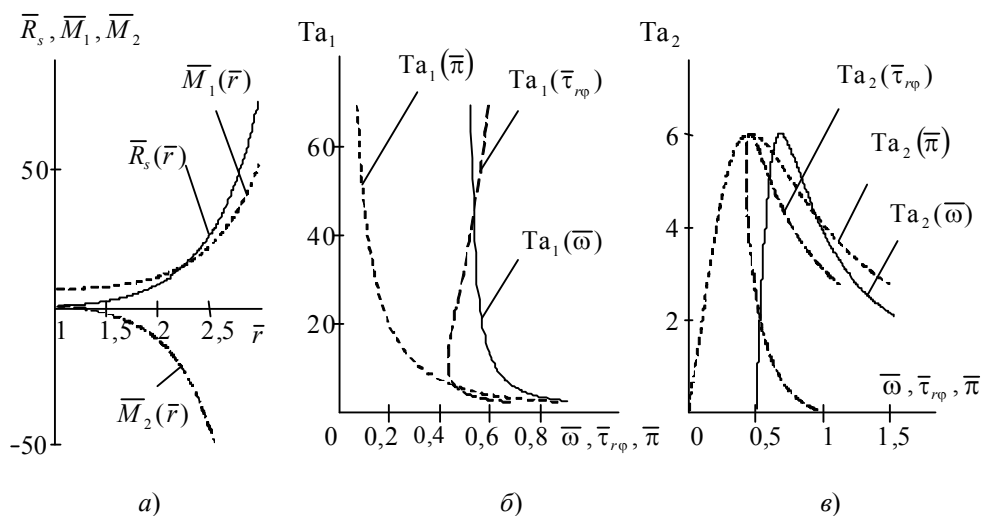 R̅ₛ, M̅₁, M̅₂
50
-50
M̅₁(r̅)
R̅ₛ(r̅)
M̅₂(r̅)
1 1,5 2 2,5 r̅
а)
Ta₁
60
40
20
Ta₁(π̅)
Ta₁(τ̅rφ)
Ta₁(ω̅)
0 0,2 0,4 0,6 ω̅, τ̅rφ, π̅
б)
Ta₂
6
4
2
0
Ta₂(τ̅rφ)
Ta₂(π̅)
Ta₂(ω̅)
ω̅, τ̅rφ, π̅
0 0,5 1 1,5
в)